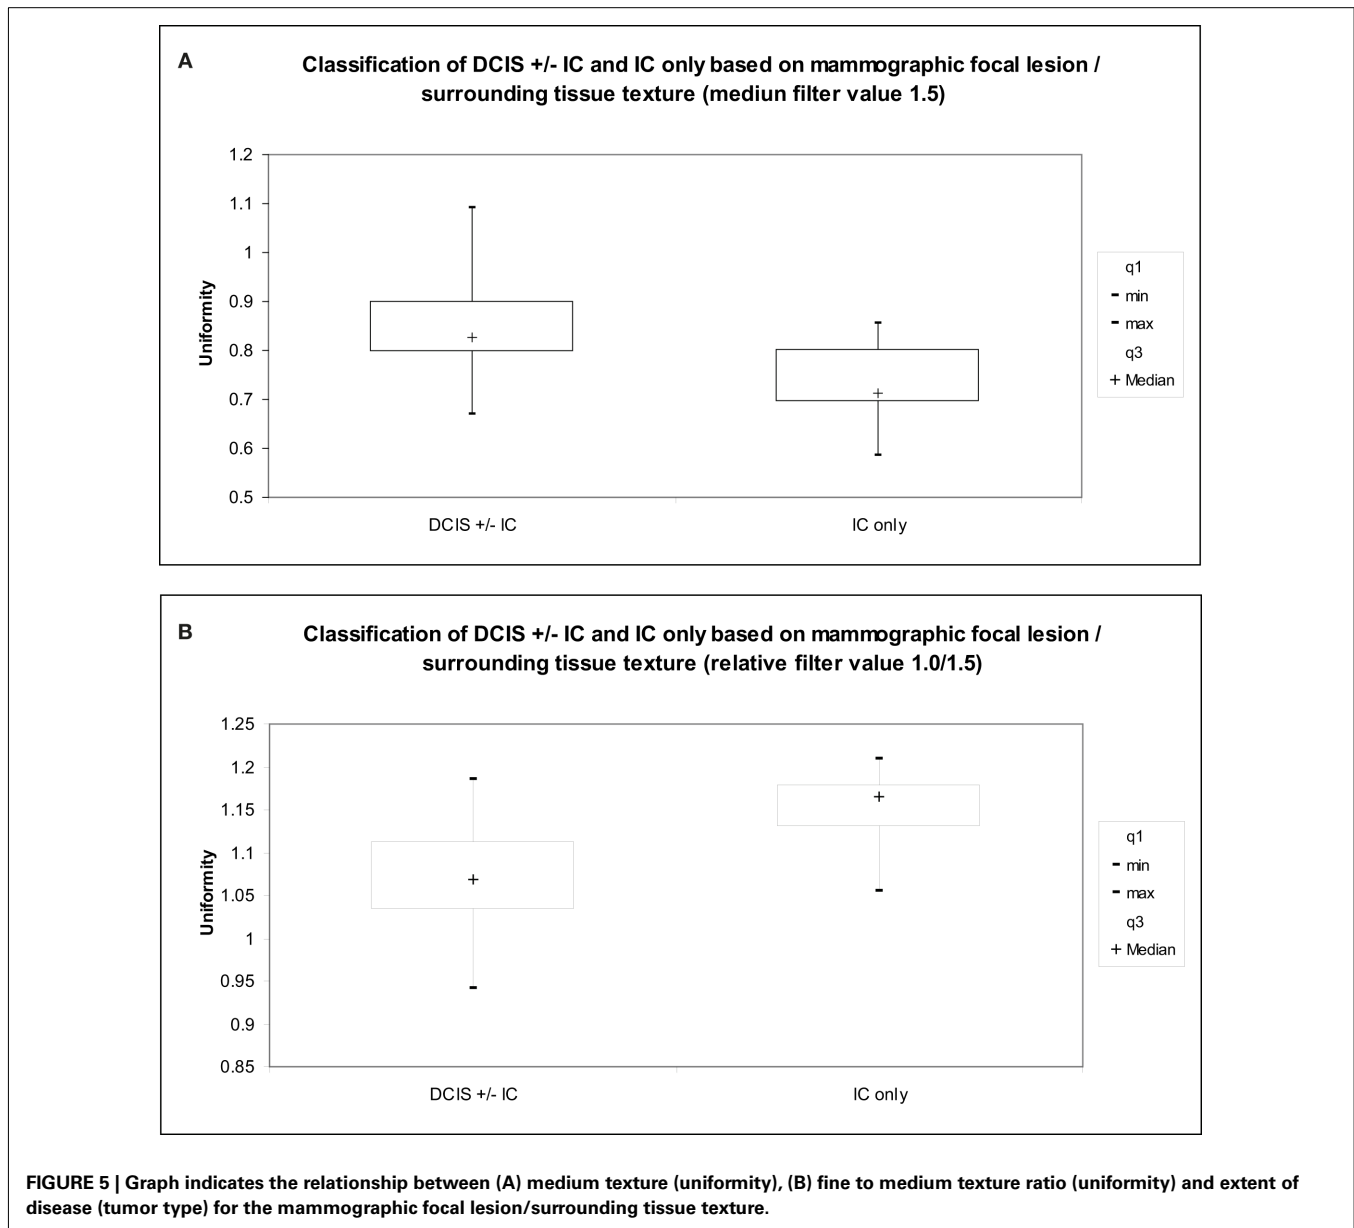 A
Classification of DCIS +/- IC and IC only based on mammographic focal lesion /
surrounding tissue texture (mediun filter value 1.5)
1.2
1.1
1
0.9
0.8
0.7
0.6
0.5
Uniformity
DCIS +/- IC
IC only
q1
min
max
q3
Median
B
Classification of DCIS +/- IC and IC only based on mammographic focal lesion /
surrounding tissue texture (relative filter value 1.0/1.5)
1.25
1.2
1.15
1.1
1.05
1
0.95
0.9
0.85
Uniformity
DCIS +/- IC
IC only
q1
min
max
q3
Median
FIGURE 5 | Graph indicates the relationship between (A) medium texture (uniformity), (B) fine to medium texture ratio (uniformity) and extent of
disease (tumor type) for the mammographic focal lesion/surrounding tissue texture.